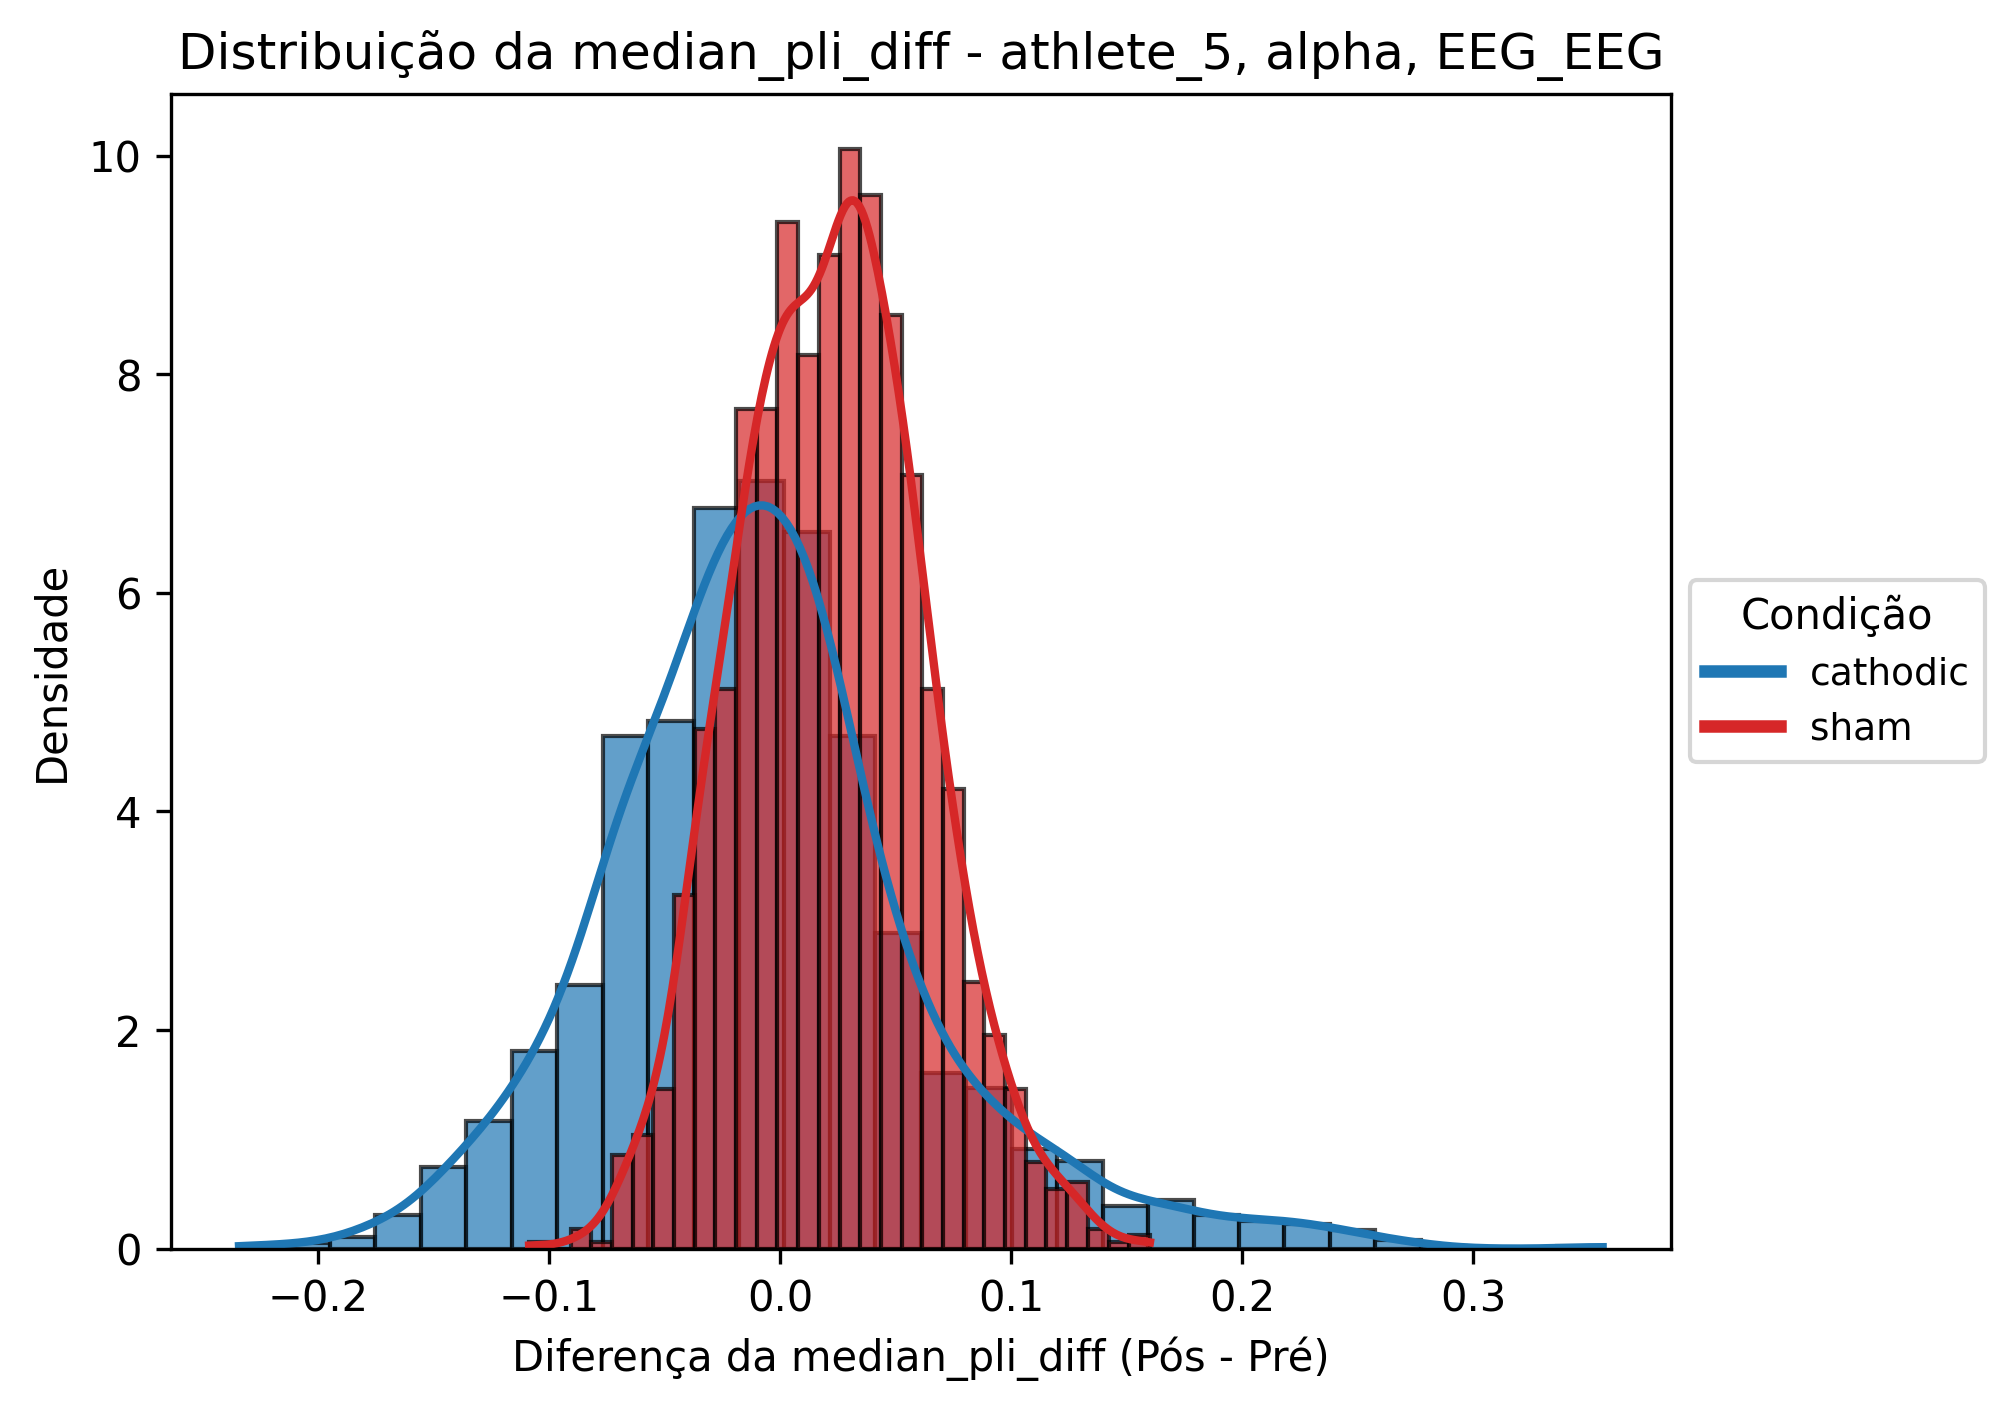 Distribuição da median_pli_diff - athlete_5, alpha, EEG_EEG
10
8
6
4
2
0
Densidade
−0.2
−0.1
0.0
0.1
0.2
0.3
Diferença da median_pli_diff (Pós - Pré)
Condição
cathodic
sham